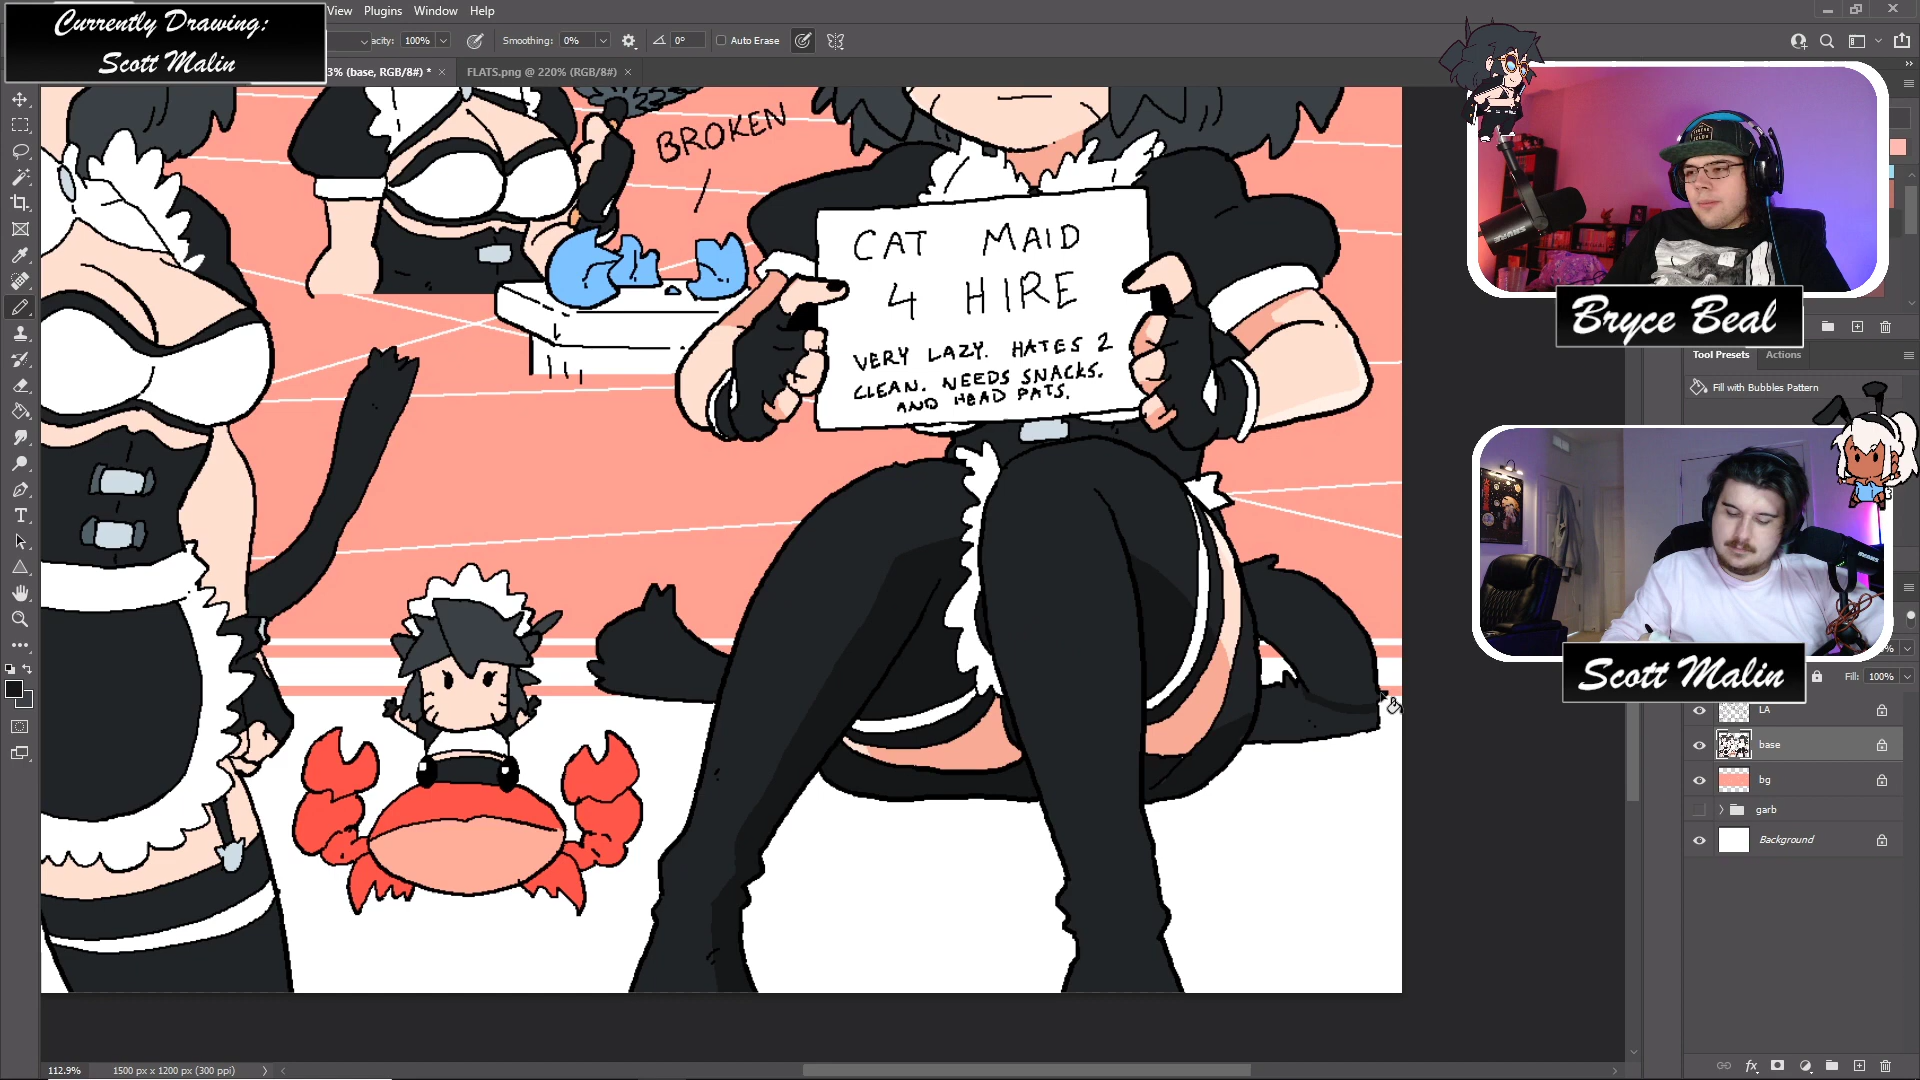 Currently Drawing:
Scott Malin
View Plugins Window Help
acity: 100% Smoothing: 0% 0° Auto Erase
3% (base, RGB/8#) * × FLATS.png @ 220% (RGB/8#) ×
BROKEN
CAT MAID
4 HIRE
VERY LAZY. HATES 2
CLEAN. NEEDS SNACKS.
AND HEAD PATS.
Bryce Beal
Tool Presets Actions
Fill with Bubbles Pattern
Scott Malin
Fill: 100%
LA
base
bg
garb
Background
112.9% 1500 px x 1200 px (300 ppi)